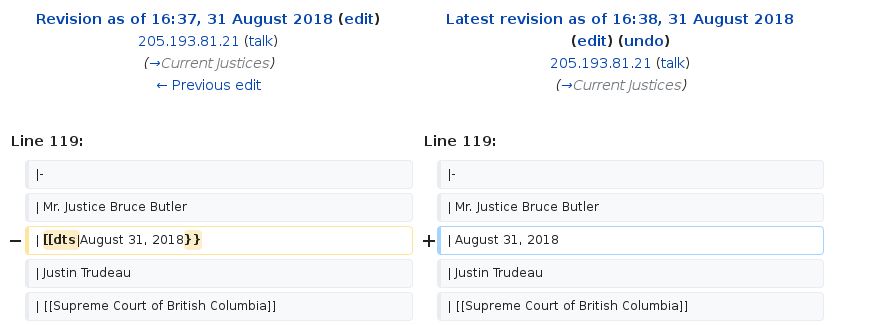 Revision as of 16:37, 31 August 2018 (edit)
205.193.81.21 (talk)
(→Current Justices)
← Previous edit
Latest revision as of 16:38, 31 August 2018
(edit) (undo)
205.193.81.21 (talk)
(→Current Justices)
Line 119:
Line 119:
|-
|-
| Mr. Justice Bruce Butler
| Mr. Justice Bruce Butler
− | [[dts|August 31, 2018}}
+ | August 31, 2018
| Justin Trudeau
| Justin Trudeau
| [[Supreme Court of British Columbia]]
| [[Supreme Court of British Columbia]]